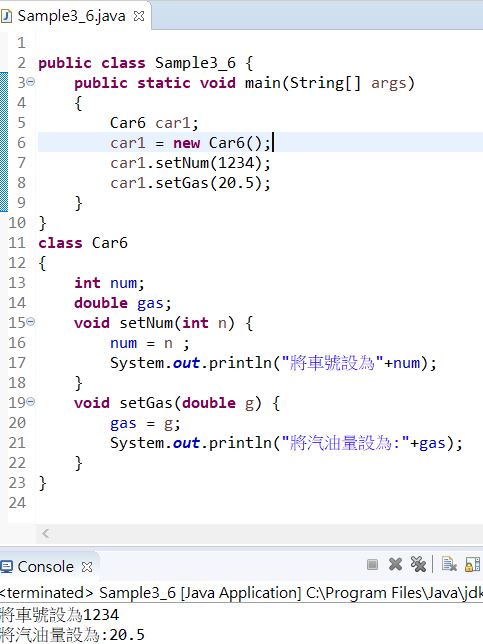 Sample3_6.java
1
2 public class Sample3_6 {
3 public static void main(String[] args)
4 {
5 Car6 car1;
6 car1 = new Car6();
7 car1.setNum(1234);
8 car1.setGas(20.5);
9 }
10 }
11 class Car6
12 {
13 int num;
14 double gas;
15 void setNum(int n) {
16 num = n ;
17 System.out.println("將車號設為"+num);
18 }
19 void setGas(double g) {
20 gas = g;
21 System.out.println("將汽油量設為:"+gas);
22 }
23 }
24
Console
<terminated> Sample3_6 [Java Application] C:\Program Files\Java\jdk
將車號設為1234
將汽油量設為:20.5